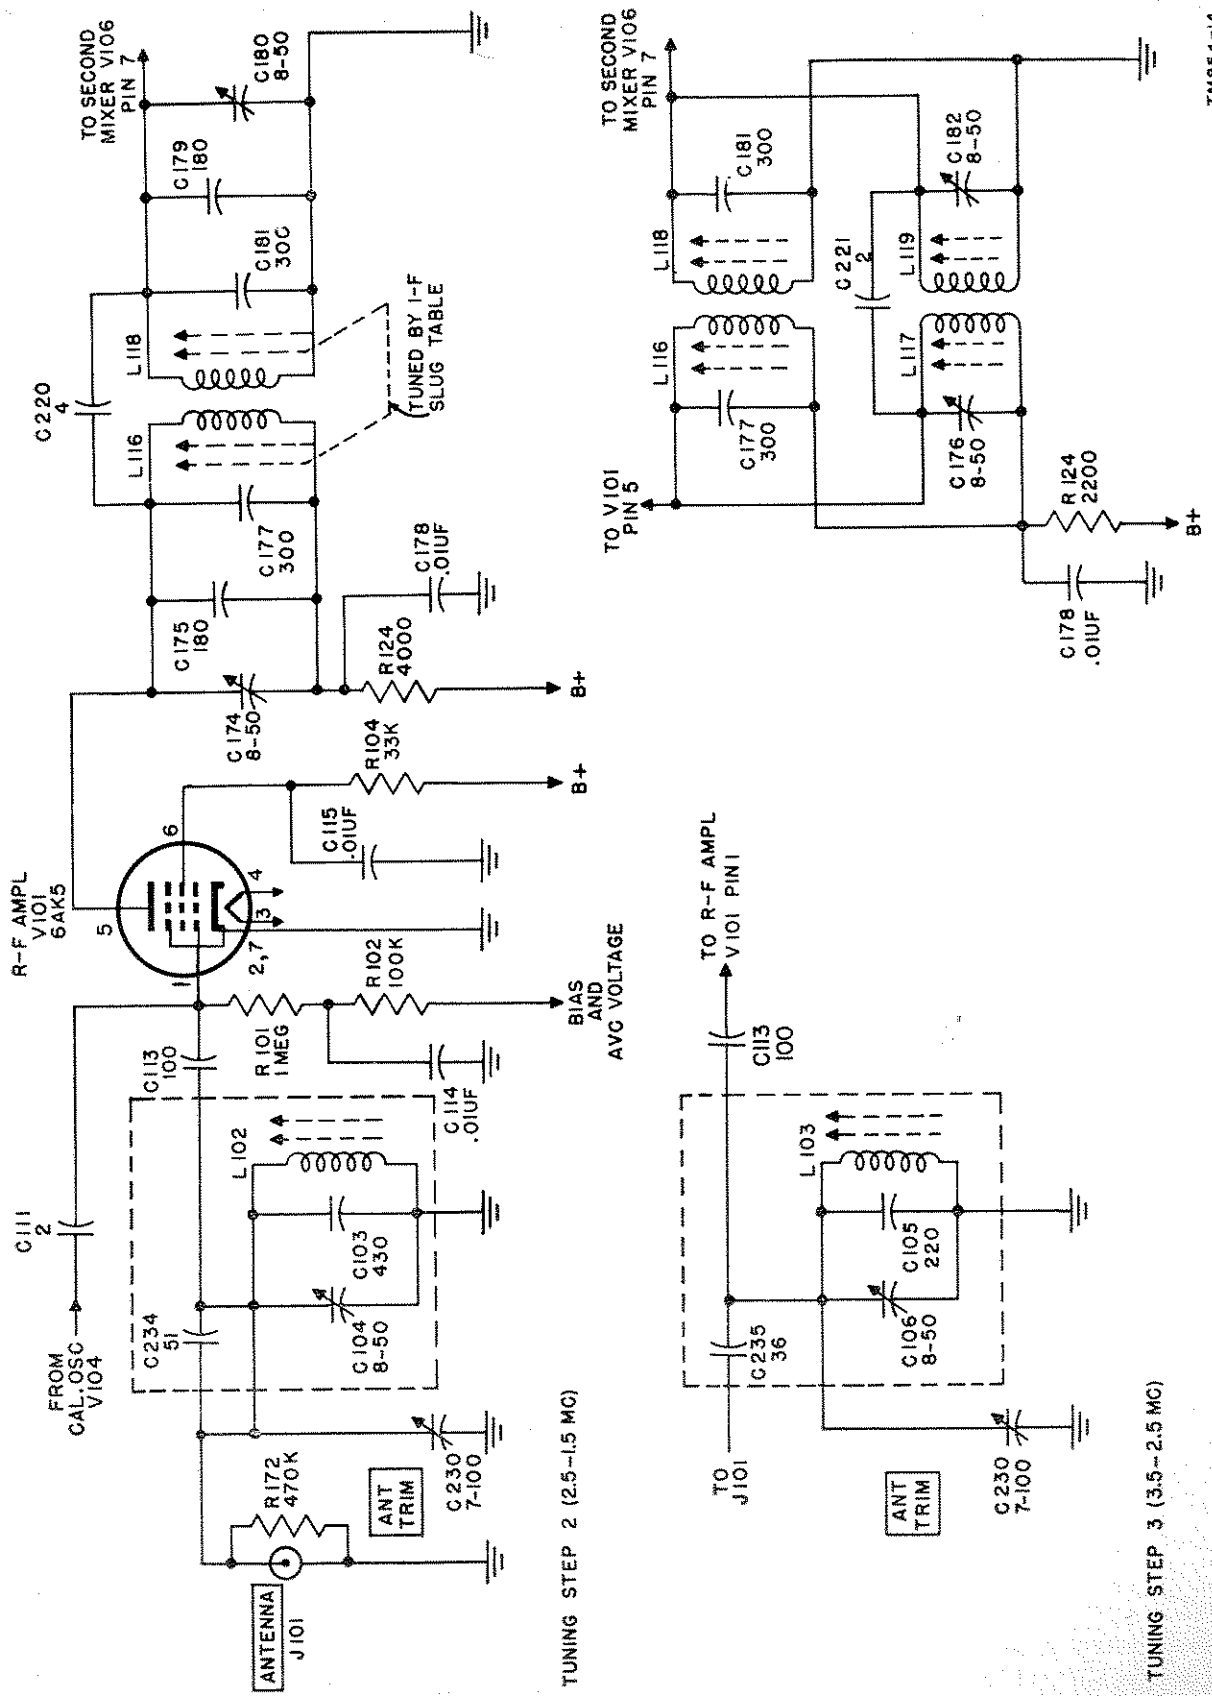 R-F AMPL
V101
6AK5
5
6
1
2,7
3
4
FROM
CAL. OSC
V104
C111
2
ANTENNA
J101
R172
470K
ANT
TRIM
C230
7-100
C234
51
C104
8-50
C103
430
L102
C113
100
R101
1MEG
C114
.01UF
R102
100K
BIAS
AND
AVC VOLTAGE
C115
.01UF
R104
33K
B+
C174
8-50
R124
4000
B+
C175
180
C178
.01UF
C177
300
L116
C220
4
L118
(TUNED BY I-F
SLUG TABLE
C181
300
C179
180
C180
8-50
TO SECOND
MIXER V106
PIN 7
TUNING STEP 2 (2.5-1.5 MC)
TO
J101
ANT
TRIM
C230
7-100
C235
36
C106
8-50
C105
220
L103
C113
100
TO R-F AMPL
V101 PIN 1
TO V101
PIN 5
C177
300
L116
L118
C181
300
TO SECOND
MIXER V106
PIN 7
C221
2
C176
8-50
L117
L119
C182
8-50
C178
.01UF
R124
2200
B+
TUNING STEP 3 (3.5-2.5 MC)